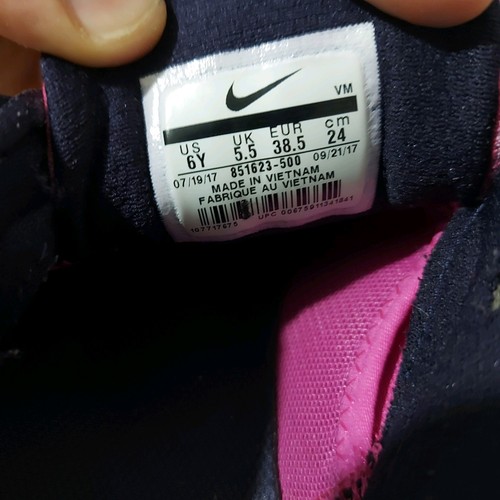 VM
US UK EUR cm
6Y 5.5 38.5 24
07/19/17 851623-500 09/21/17
MADE IN VIETNAM
FABRIQUE AU VIETNAM